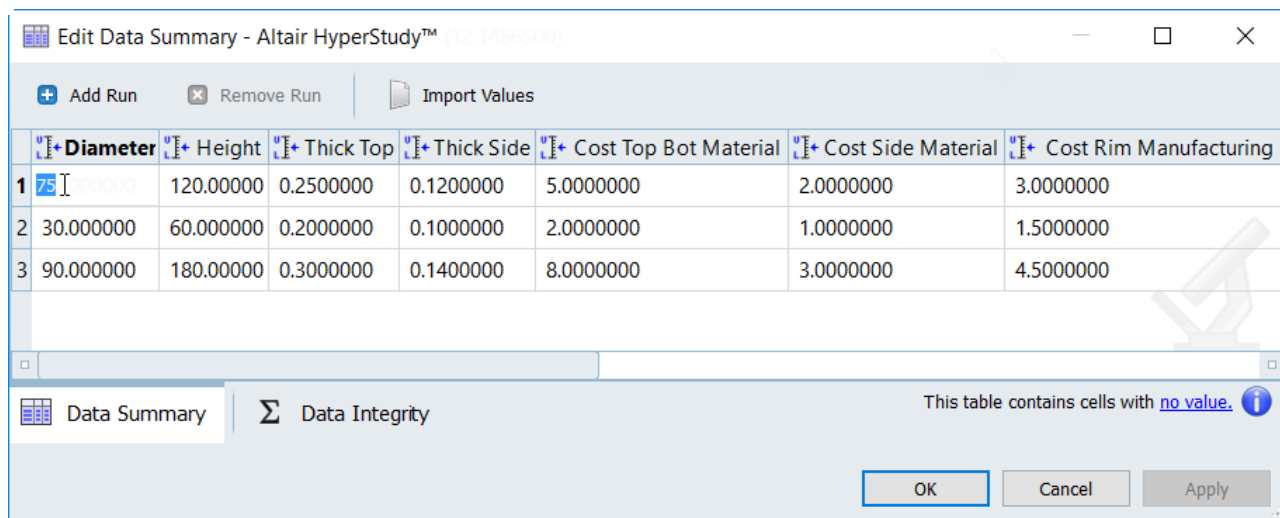 Edit Data Summary - Altair HyperStudy™ (12.1466500)
Add Run Remove Run Import Values
Diameter Height Thick Top Thick Side Cost Top Bot Material Cost Side Material Cost Rim Manufacturing
1 75 120.00000 0.2500000 0.1200000 5.0000000 2.0000000 3.0000000
2 30.000000 60.000000 0.2000000 0.1000000 2.0000000 1.0000000 1.5000000
3 90.000000 180.00000 0.3000000 0.1400000 8.0000000 3.0000000 4.5000000
Data Summary Σ Data Integrity This table contains cells with no value.
OK Cancel Apply